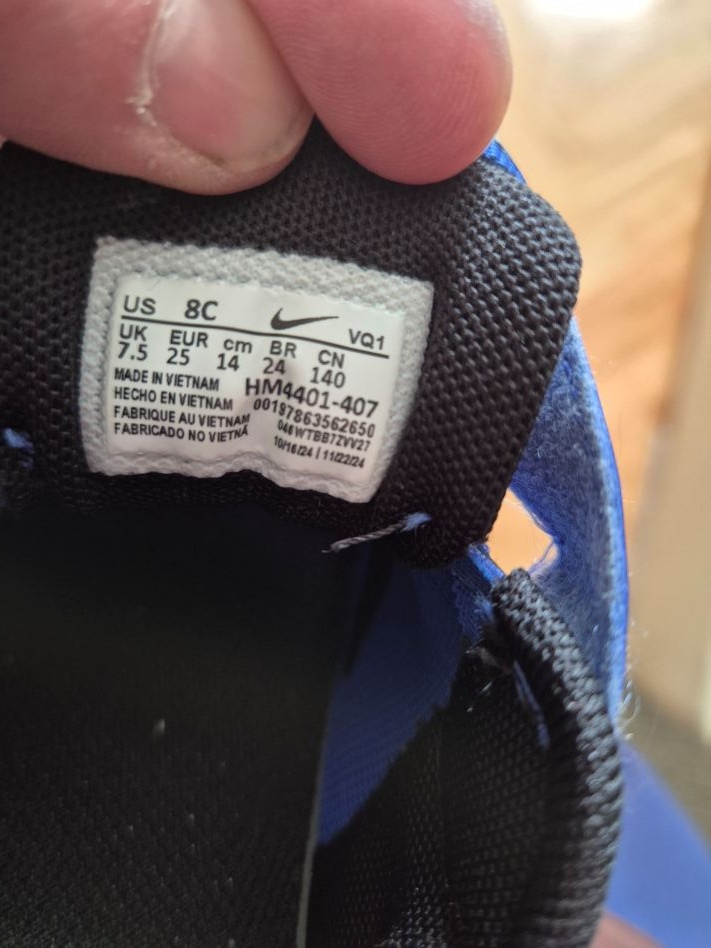 US 8C VQ1
UK EUR cm BR CN
7.5 25 14 24 140
MADE IN VIETNAM HM4401-407
HECHO EN VIETNAM 00197863562650
FABRIQUE AU VIETNAM 046WTBB7ZVV27
FABRICADO NO VIETNÃ 10/16/24 | 11/22/24